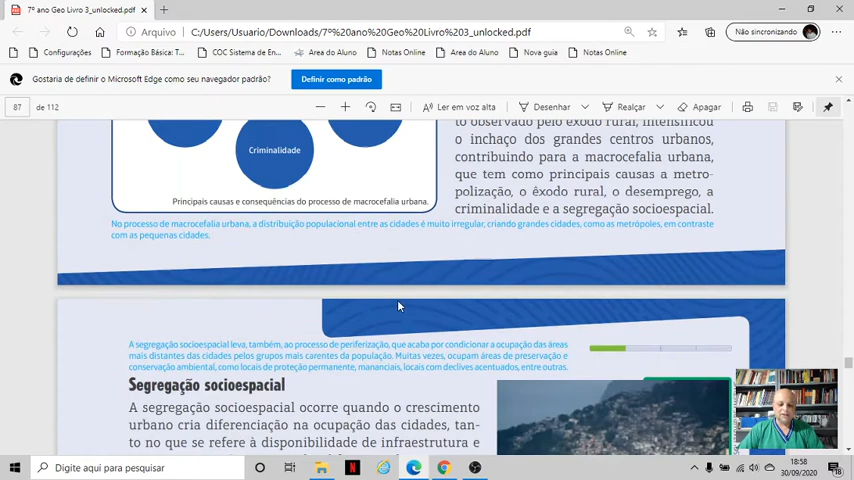 7º ano Geo Livro 3_unlocked.pdf
Arquivo
C:/Users/Usuario/Downloads/7º%20ano%20Geo%20Livro%203_unlocked.pdf
Não sincronizando
Configurações
Formação Básica: T...
COC Sistema de En...
Area do Aluno
Notas Online
Area do Aluno
Nova guia
Notas Online
Gostaria de definir o Microsoft Edge como seu navegador padrão?
Definir como padrão
87 de 112
Ler em voz alta
Desenhar
Realçar
Apagar
to observado pelo êxodo rural, intensificou
o inchaço dos grandes centros urbanos,
contribuindo para a macrocefalia urbana,
que tem como principais causas a metro-
polização, o êxodo rural, o desemprego, a
criminalidade e a segregação socioespacial.
Criminalidade
Principais causas e consequências do processo de macrocefalia urbana.
No processo de macrocefalia urbana, a distribuição populacional entre as cidades é muito irregular, criando grandes cidades, como as metrópoles, em contraste
com as pequenas cidades.
A segregação socioespacial leva, também, ao processo de periferização, que acaba por condicionar a ocupação das áreas
mais distantes das cidades pelos grupos mais carentes da população. Muitas vezes, ocupam áreas de preservação e
conservação ambiental, como locais de proteção permanente, mananciais, locais com declives acentuados, entre outras.
Segregação socioespacial
A segregação socioespacial ocorre quando o crescimento
urbano cria diferenciação na ocupação das cidades, tan-
to no que se refere à disponibilidade de infraestrutura e
Digite aqui para pesquisar
18:58
30/09/2020
18